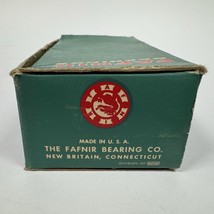 MADE IN U. S. A.
THE FAFNIR BEARING CO.
NEW BRITAIN, CONNECTICUT